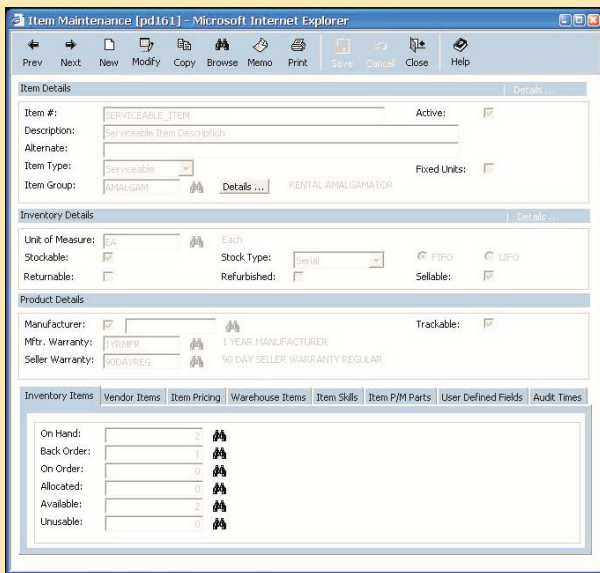 Item Maintenance [pd161] - Microsoft Internet Explorer
Prev Next New Modify Copy Browse Memo Print Save Cancel Close Help
Item Details | Details ...
Item #: SERVICEABLE_ITEM Active:
Description: Serviceable Item Description
Alternate:
Item Type: Serviceable Fixed Units:
Item Group: AMALGAM Details ... RENTAL AMALGAMATOR
Inventory Details | Details ...
Unit of Measure: EA Each
Stockable: Stock Type: Serial FIFO LIFO
Returnable: Refurbished: Sellable:
Product Details
Manufacturer: Trackable:
Mftr. Warranty: 1YRMFR 1 YEAR MANUFACTURER
Seller Warranty: 90DAYREG 90 DAY SELLER WARRANTY REGULAR
Inventory Items Vendor Items Item Pricing Warehouse Items Item Skills Item P/M Parts User Defined Fields Audit Times
On Hand: 2
Back Order: 1
On Order: 0
Allocated: 0
Available: 2
Unusable: 0